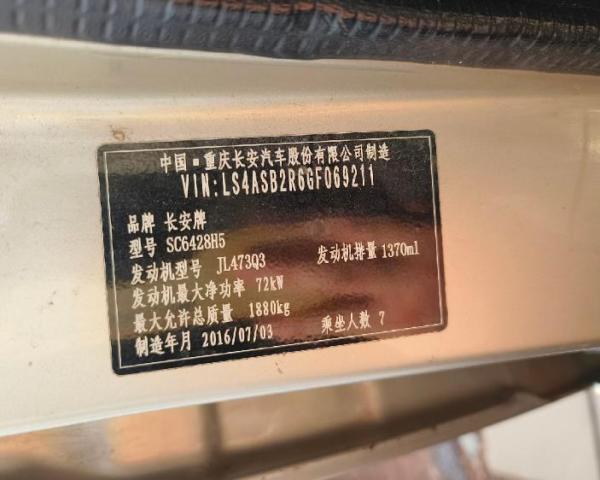 中国·重庆长安汽车股份有限公司制造
VIN:LS4ASB2R6GF069211
品牌 长安牌
型号 SC6428H5
发动机型号 JL473Q3 发动机排量 1370ml
发动机最大净功率 72kW
最大允许总质量 1880kg
制造年月 2016/07/03 乘坐人数 7